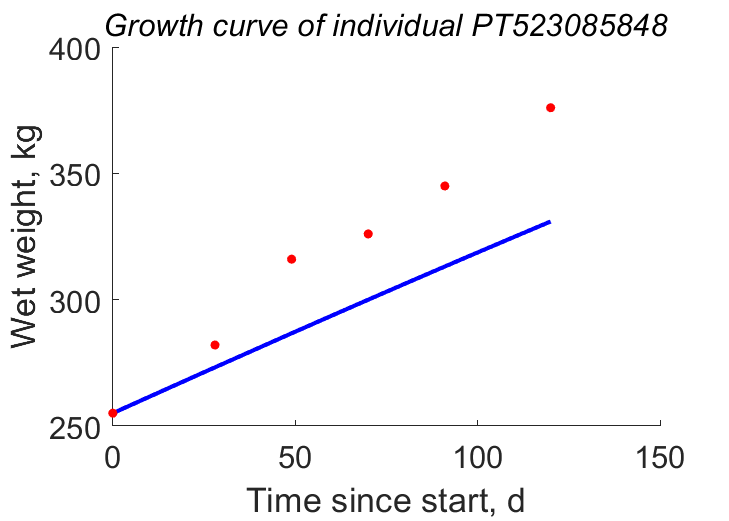 Growth curve of individual PT523085848
400
350
300
250
Wet weight, kg
0 50 100 150
Time since start, d